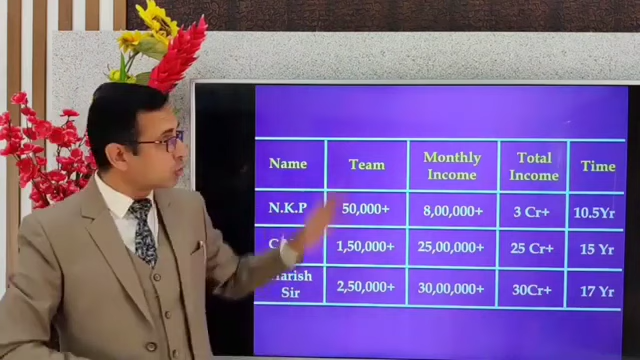 Name Team Monthly Income Total Income Time
N.K.P 50,000+ 8,00,000+ 3 Cr+ 10.5Yr
1,50,000+ 25,00,000+ 25 Cr+ 15 Yr
Harish Sir 2,50,000+ 30,00,000+ 30Cr+ 17 Yr